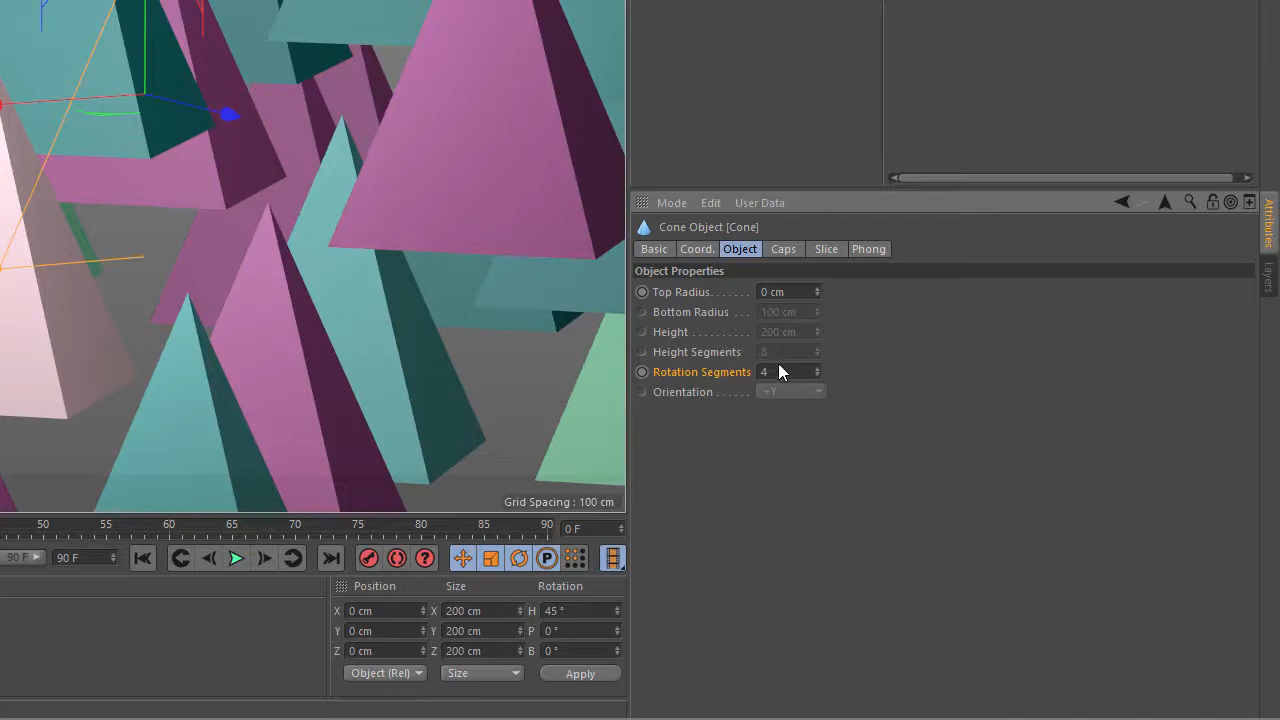 Mode Edit User Data
Cone Object [Cone]
Basic Coord. Object Caps Slice Phong
Object Properties
Top Radius....... 0 cm
Bottom Radius ... 100 cm
Height .......... 200 cm
Height Segments 8
Rotation Segments 4
Orientation ...... +Y
Attributes
Layers
Grid Spacing : 100 cm
50 55 60 65 70 75 80 85 90 0 F
90 F 90 F
P
Position Size Rotation
X 0 cm X 200 cm H 45 °
Y 0 cm Y 200 cm P 0 °
Z 0 cm Z 200 cm B 0 °
Object (Rel) Size Apply